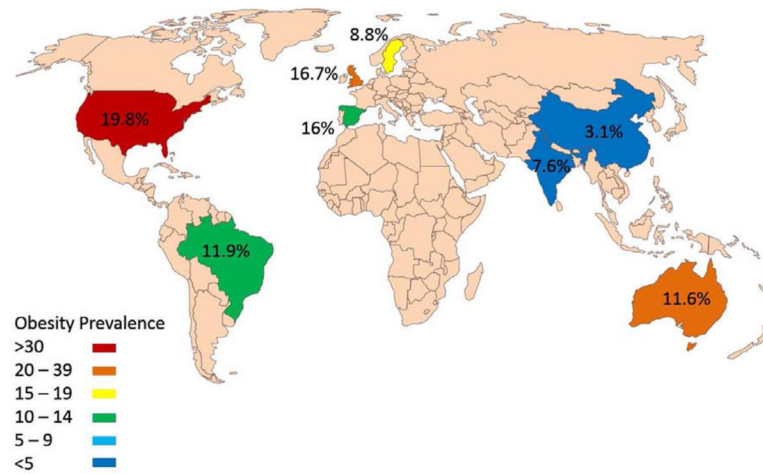 8.8%
16.7%
19.8%
16%
3.1%
7.6%
11.9%
11.6%
Obesity Prevalence
>30
20 – 39
15 – 19
10 – 14
5 – 9
<5